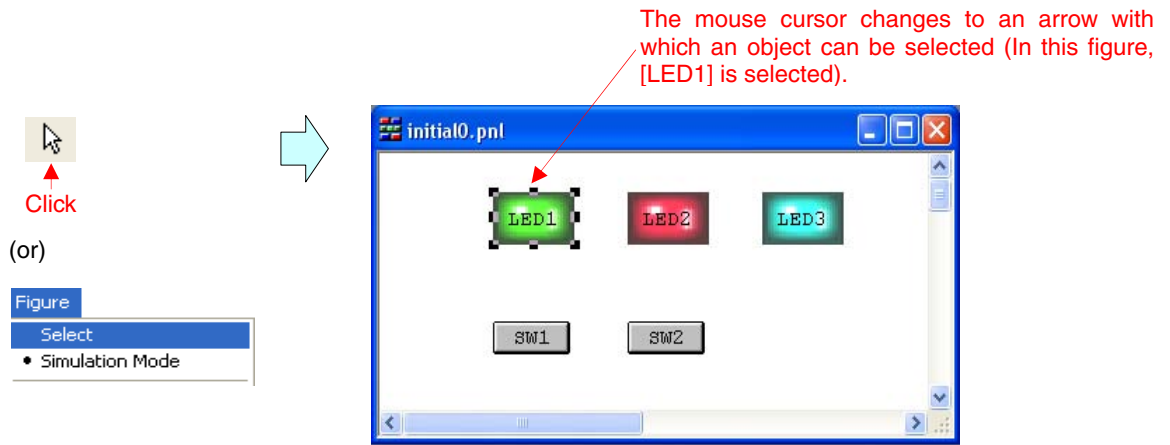 The mouse cursor changes to an arrow with
which an object can be selected (In this figure,
[LED1] is selected).
Click
(or)
Figure
Select
• Simulation Mode
initial0.pnl
LED1 LED2 LED3
SW1 SW2